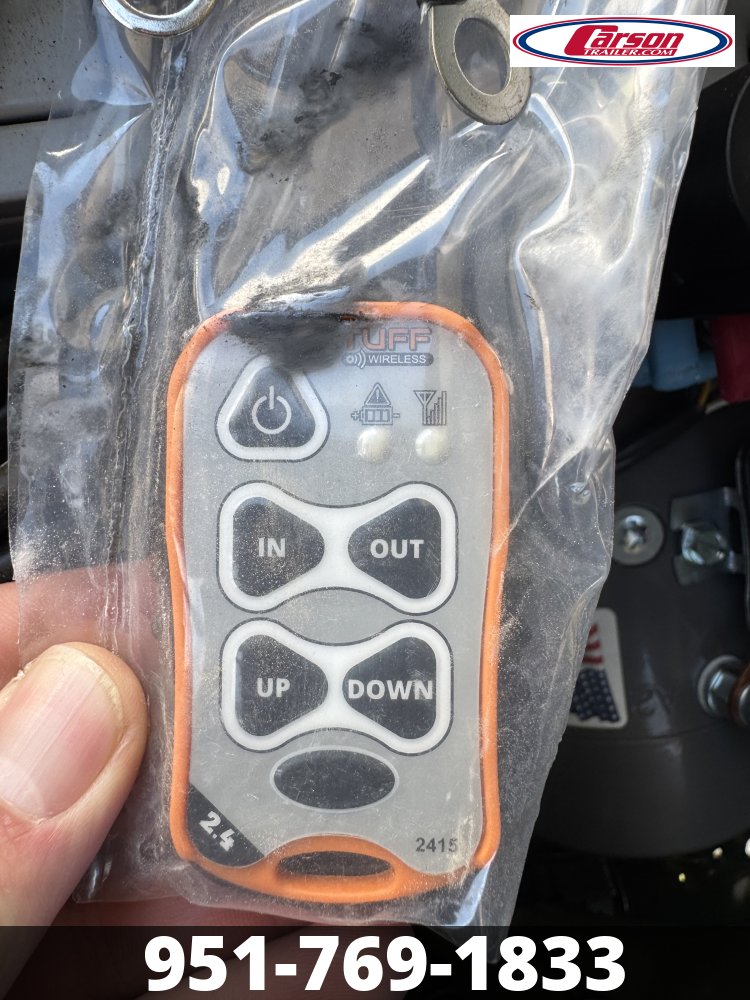 Carson
TRAILER.COM
TUFF
WIRELESS
IN OUT
UP DOWN
2.4
2415
951-769-1833